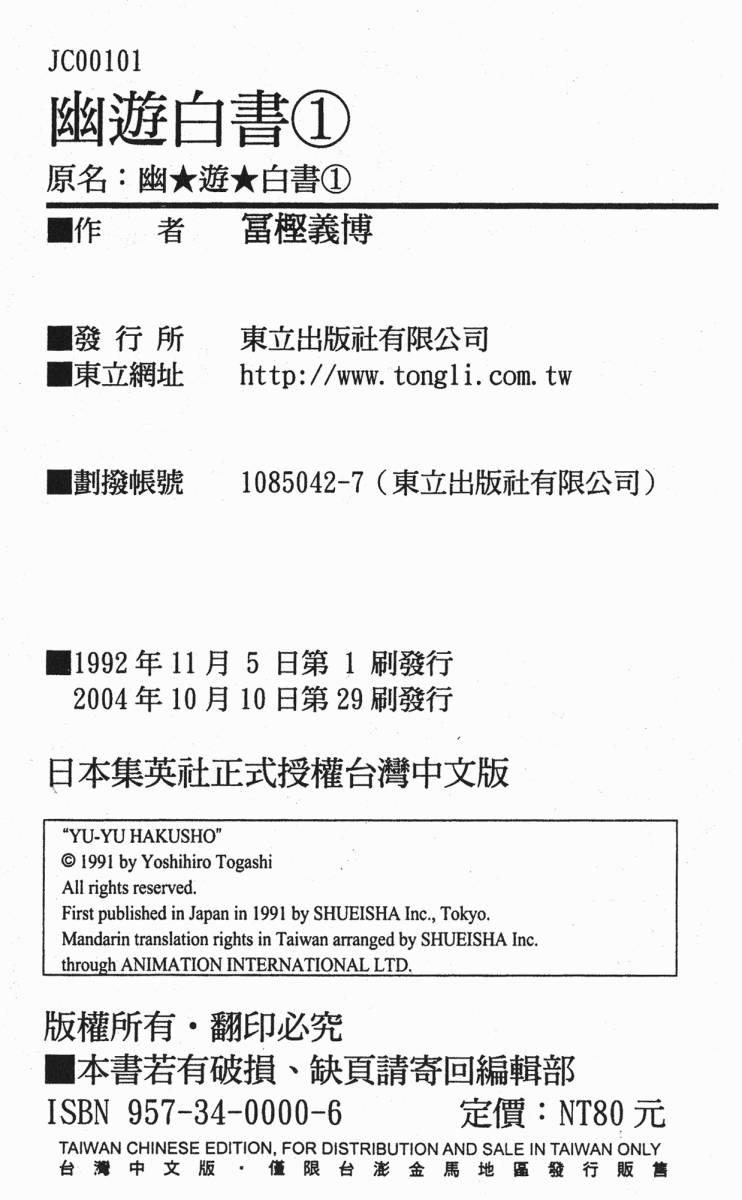 JC00101
幽遊白書①
原名：幽★遊★白書①
■作　者　冨樫義博
■發行所　東立出版社有限公司
■東立網址　http://www.tongli.com.tw
■劃撥帳號　1085042-7（東立出版社有限公司）
■1992年11月5日第1刷發行
2004年10月10日第29刷發行
日本集英社正式授權台灣中文版
“YU-YU HAKUSHO”
© 1991 by Yoshihiro Togashi
All rights reserved.
First published in Japan in 1991 by SHUEISHA Inc., Tokyo.
Mandarin translation rights in Taiwan arranged by SHUEISHA Inc.
through ANIMATION INTERNATIONAL LTD.
版權所有・翻印必究
■本書若有破損、缺頁請寄回編輯部
ISBN 957-34-0000-6　定價：NT80元
TAIWAN CHINESE EDITION, FOR DISTRIBUTION AND SALE IN TAIWAN ONLY
台灣中文版・僅限台澎金馬地區發行販售